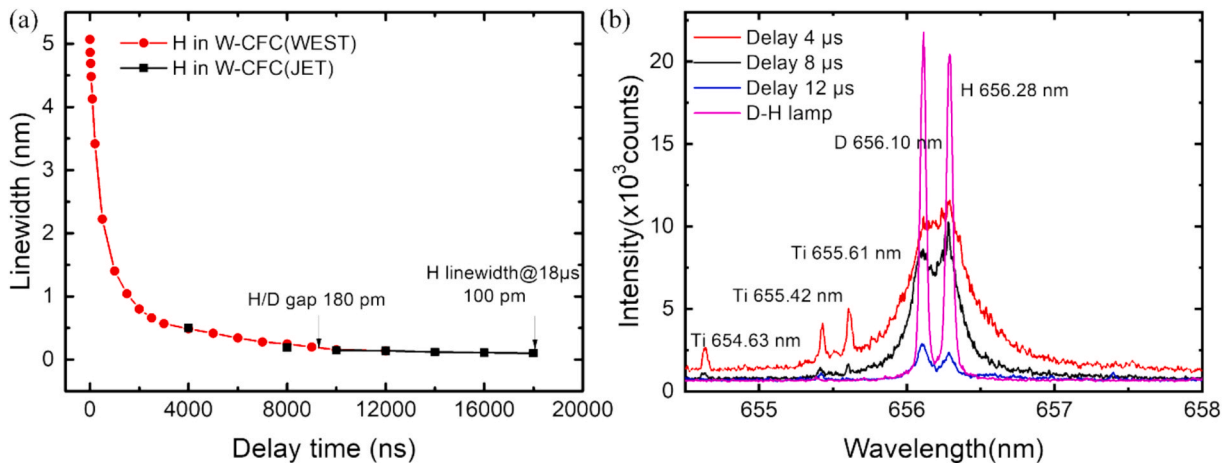 (a)
H in W-CFC(WEST)
H in W-CFC(JET)
H/D gap 180 pm
H linewidth@18µs
100 pm
Linewidth (nm)
5
4
3
2
1
0
0 4000 8000 12000 16000 20000
Delay time (ns)
(b)
Delay 4 µs
Delay 8 µs
Delay 12 µs
D-H lamp
H 656.28 nm
D 656.10 nm
Ti 655.61 nm
Ti 655.42 nm
Ti 654.63 nm
Intensity(x10³counts)
20
15
10
5
0
655 656 657 658
Wavelength(nm)